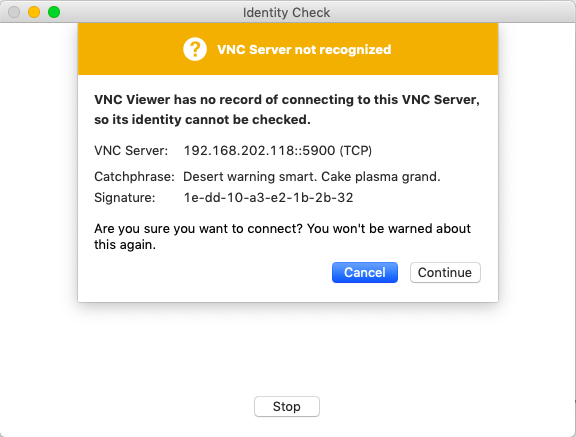 Identity Check
VNC Server not recognized
VNC Viewer has no record of connecting to this VNC Server,
so its identity cannot be checked.
VNC Server: 192.168.202.118::5900 (TCP)
Catchphrase: Desert warning smart. Cake plasma grand.
Signature: 1e-dd-10-a3-e2-1b-2b-32
Are you sure you want to connect? You won't be warned about
this again.
Cancel Continue
Stop